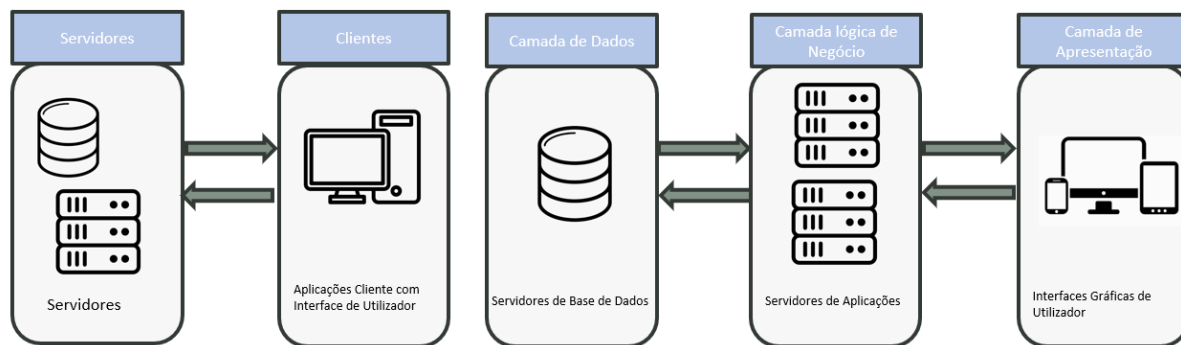 Servidores
Clientes
Camada de Dados
Camada lógica de
Negócio
Camada de
Apresentação
Servidores
Aplicações Cliente com
Interface de Utilizador
Servidores de Base de Dados
Servidores de Aplicações
Interfaces Gráficas de
Utilizador